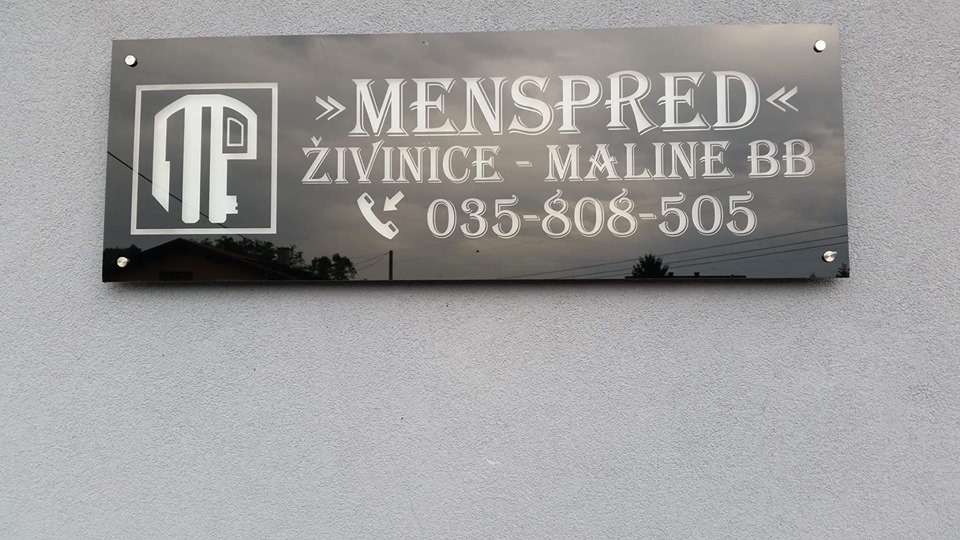 »MENSPRED«
ŽIVINICE - MALINE BB
035-808-505